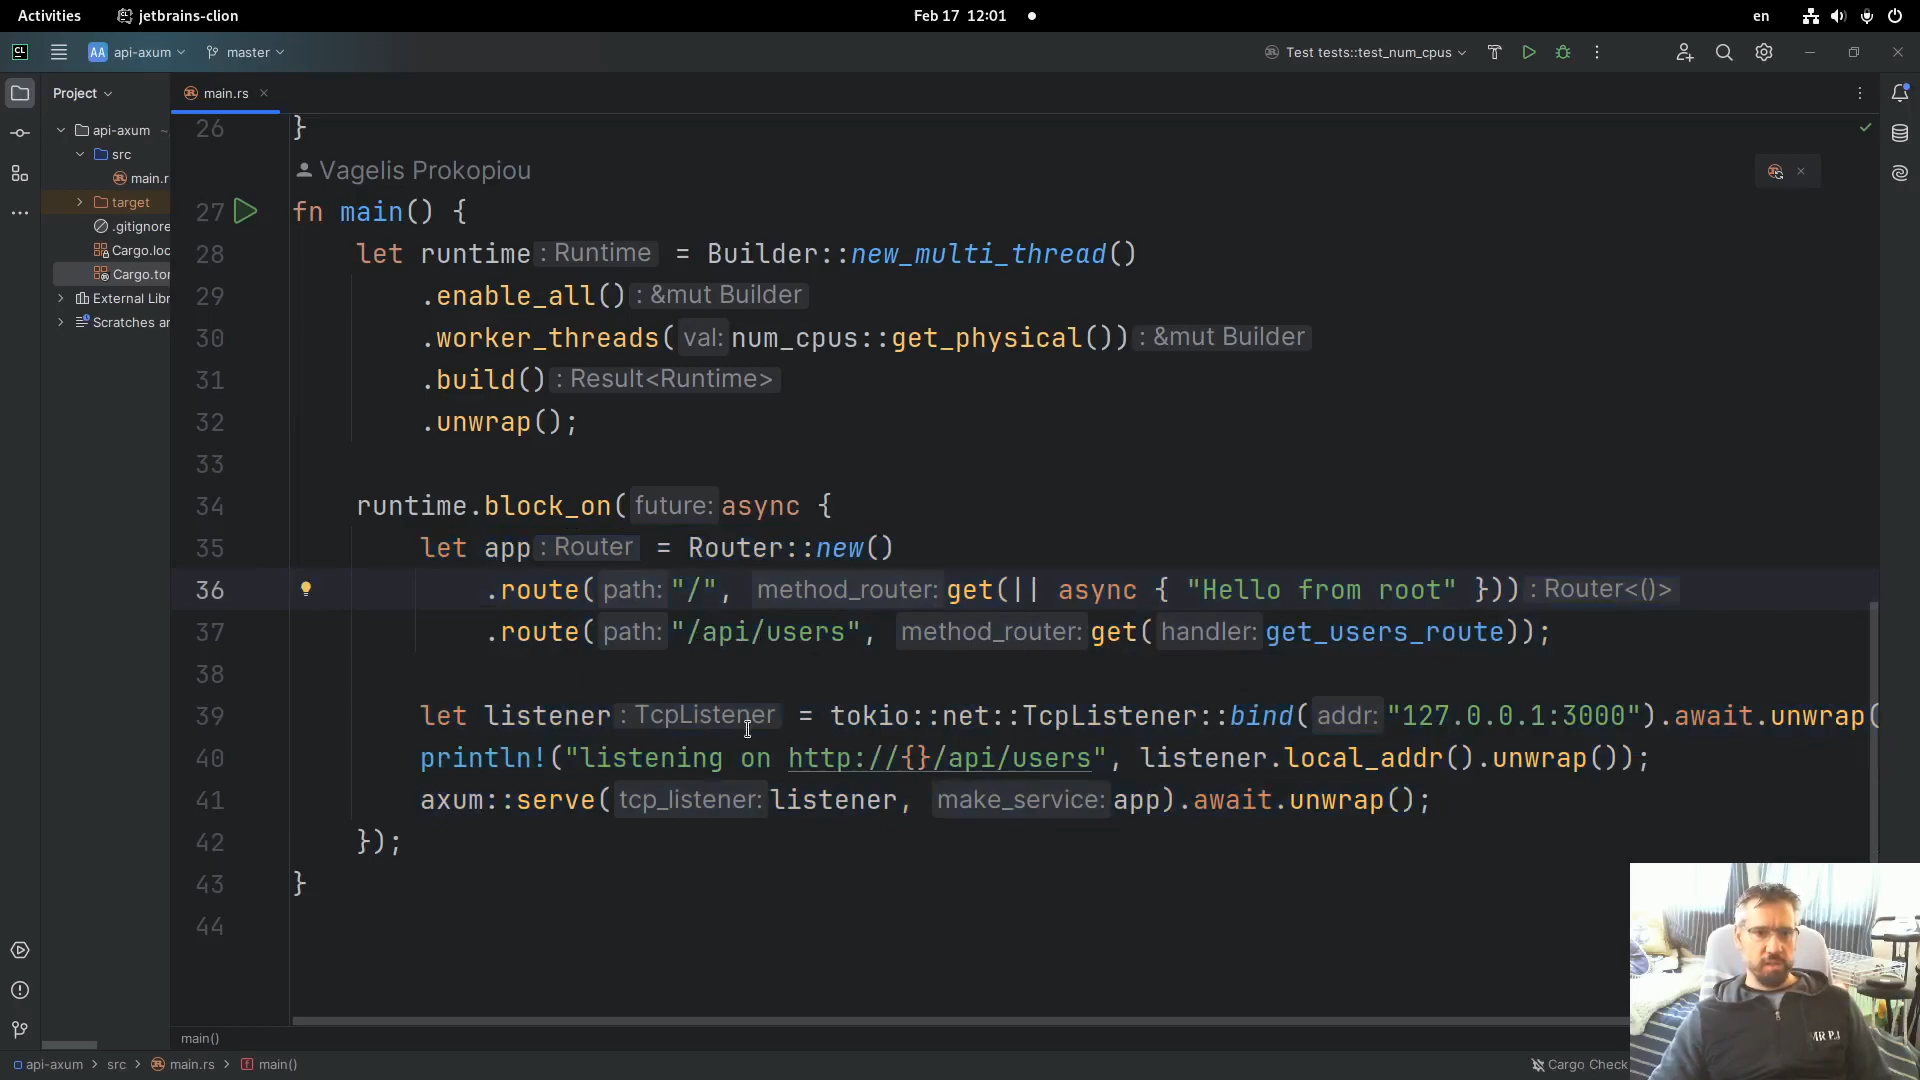 Activities jetbrains-clion Feb 17 12:01 en
CL AA api-axum master Test tests::test_num_cpus
Project main.rs
api-axum
src
main.r
target
.gitignore
Cargo.loc
Cargo.tor
External Libr
Scratches ar
26 }
Vagelis Prokopiou
27 fn main() {
28 let runtime : Runtime = Builder::new_multi_thread()
29 .enable_all() : &mut Builder
30 .worker_threads( val: num_cpus::get_physical()) : &mut Builder
31 .build() : Result<Runtime>
32 .unwrap();
33
34 runtime.block_on( future: async {
35 let app : Router = Router::new()
36 .route( path: "/", method_router: get(|| async { "Hello from root" })) : Router<()>
37 .route( path: "/api/users", method_router: get( handler: get_users_route));
38
39 let listener : TcpListener = tokio::net::TcpListener::bind( addr: "127.0.0.1:3000").await.unwrap(
40 println!("listening on http://{}/api/users", listener.local_addr().unwrap());
41 axum::serve( tcp_listener: listener, make_service: app).await.unwrap();
42 });
43 }
44
main()
api-axum src main.rs main() Cargo Check
MR P.J